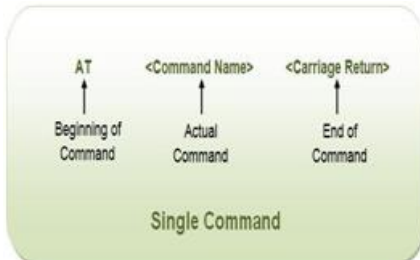 AT <Command Name> <Carriage Return>
Beginning of Command
Actual Command
End of Command
Single Command